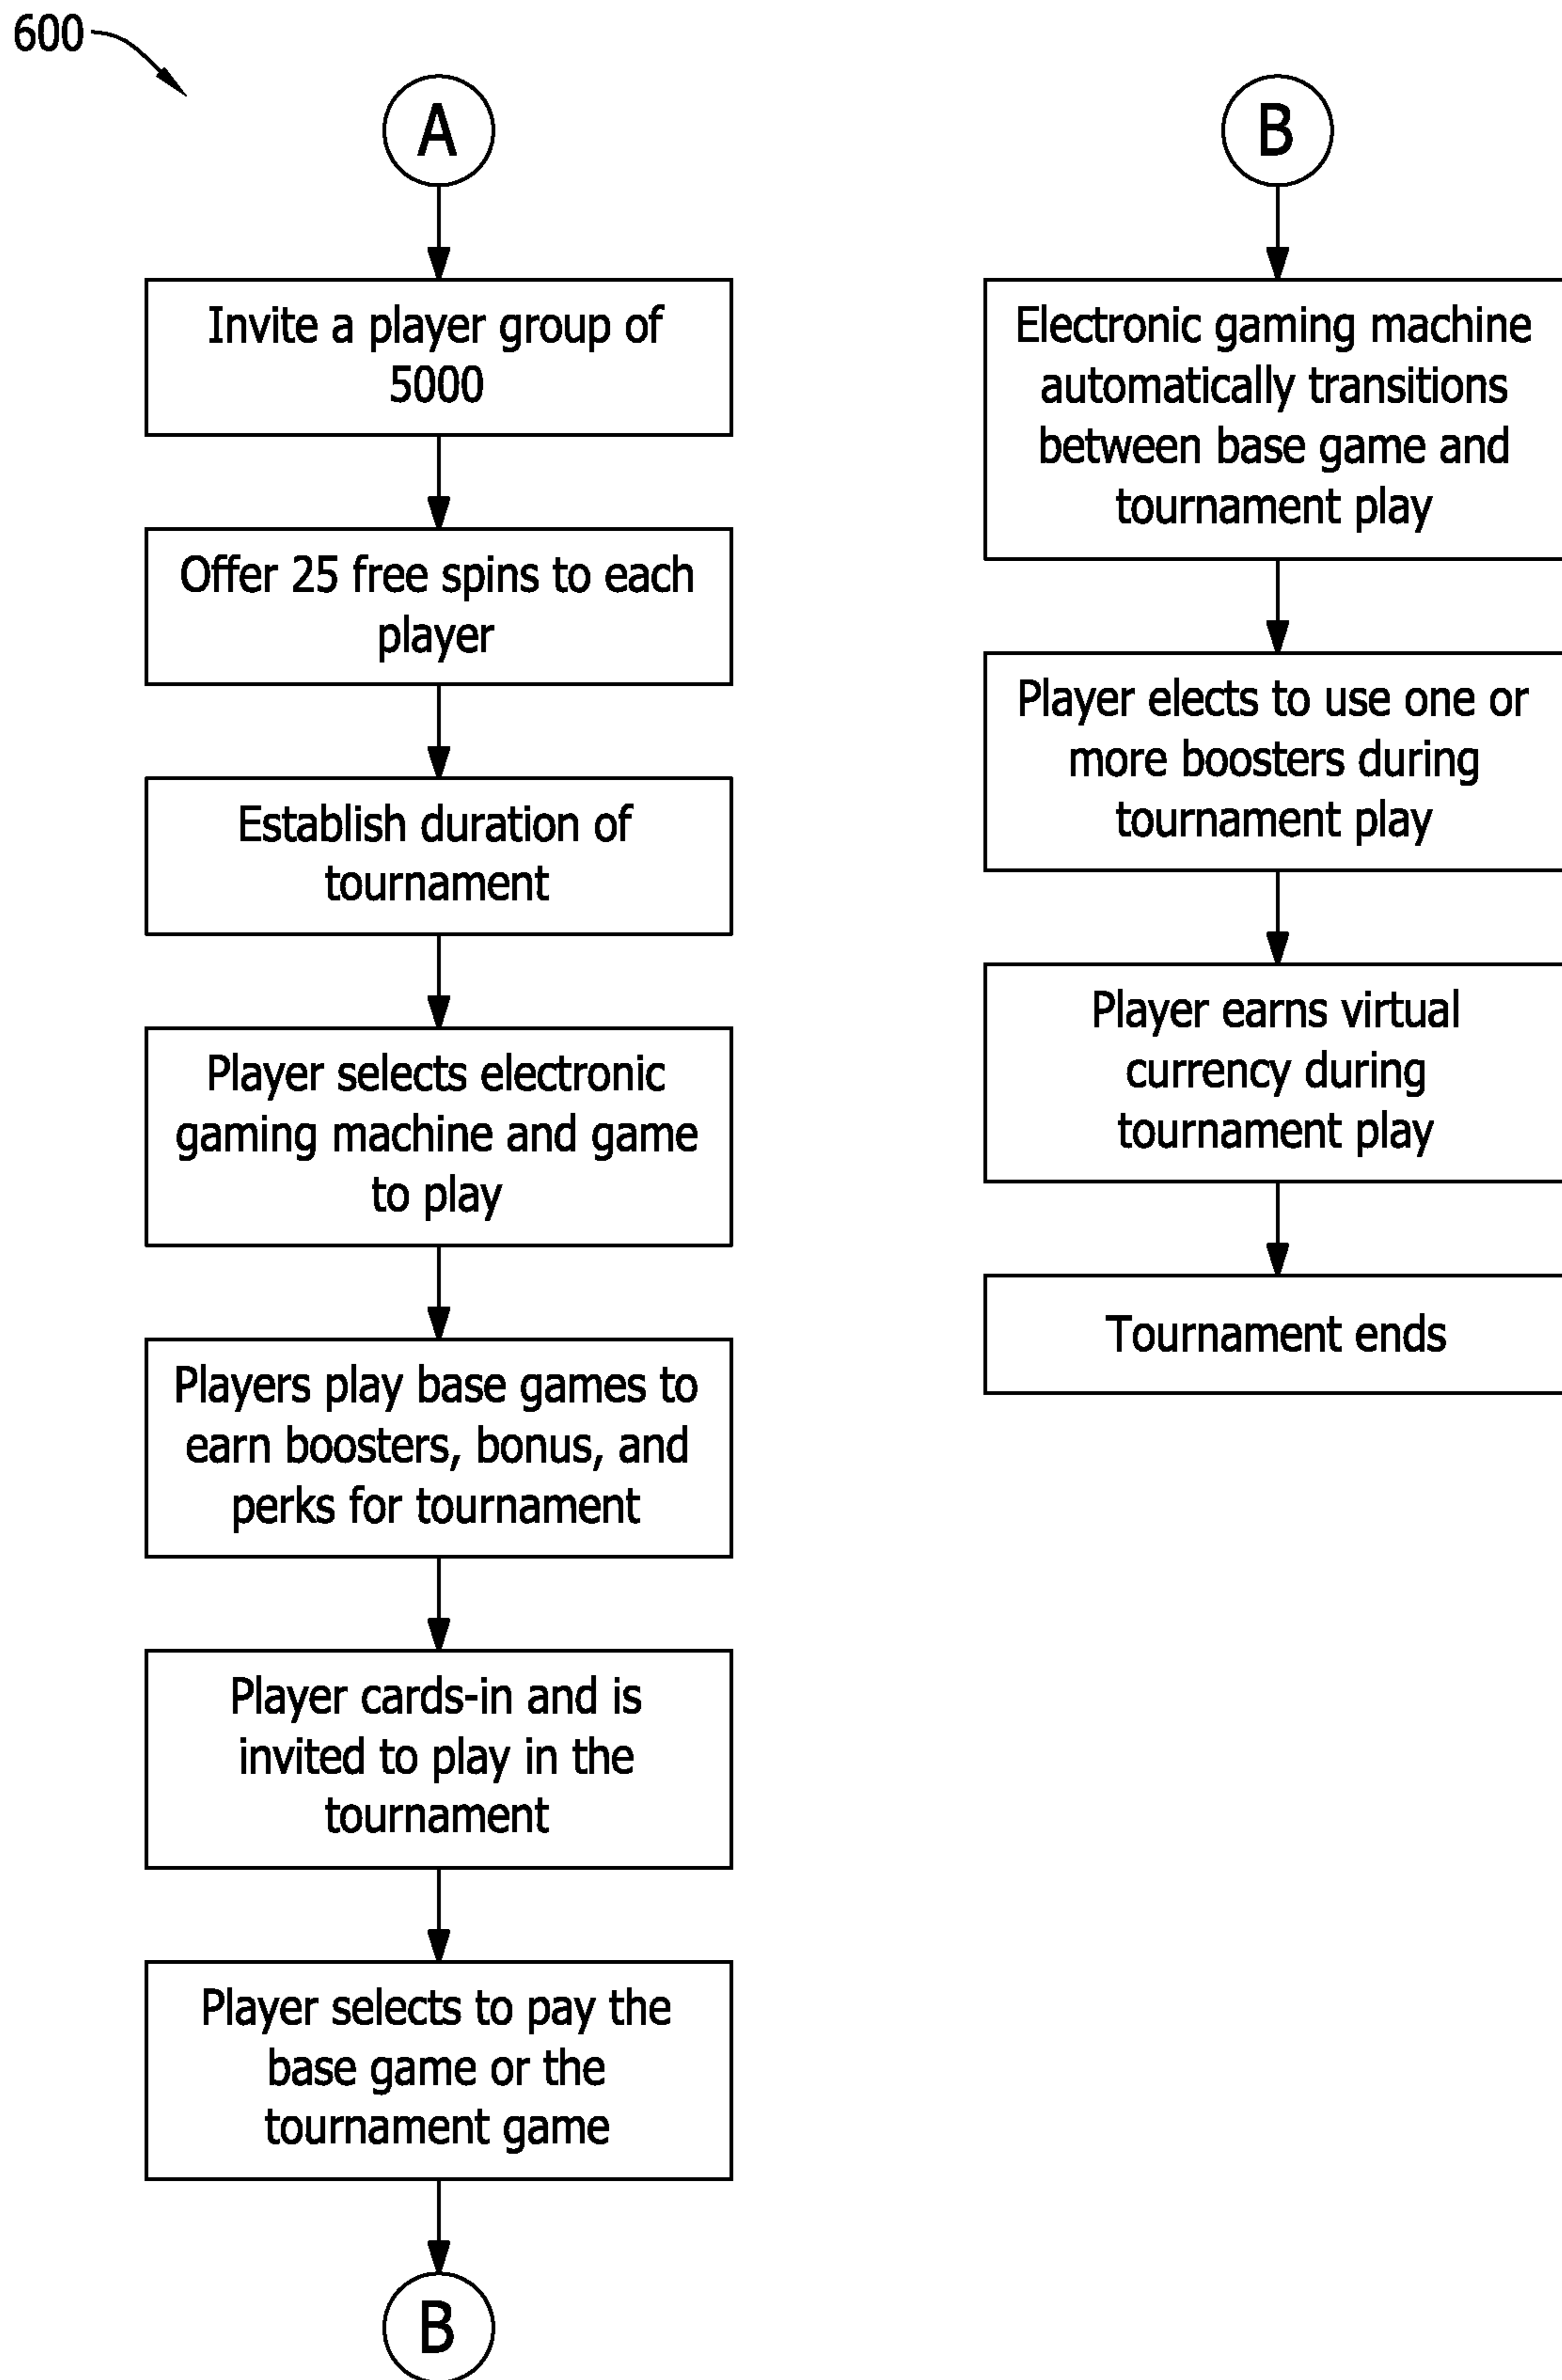 600
A
Invite a player group of
5000
Offer 25 free spins to each
player
Establish duration of
tournament
Player selects electronic
gaming machine and game
to play
Players play base games to
earn boosters, bonus, and
perks for tournament
Player cards-in and is
invited to play in the
tournament
Player selects to pay the
base game or the
tournament game
B
B
Electronic gaming machine
automatically transitions
between base game and
tournament play
Player elects to use one or
more boosters during
tournament play
Player earns virtual
currency during
tournament play
Tournament ends